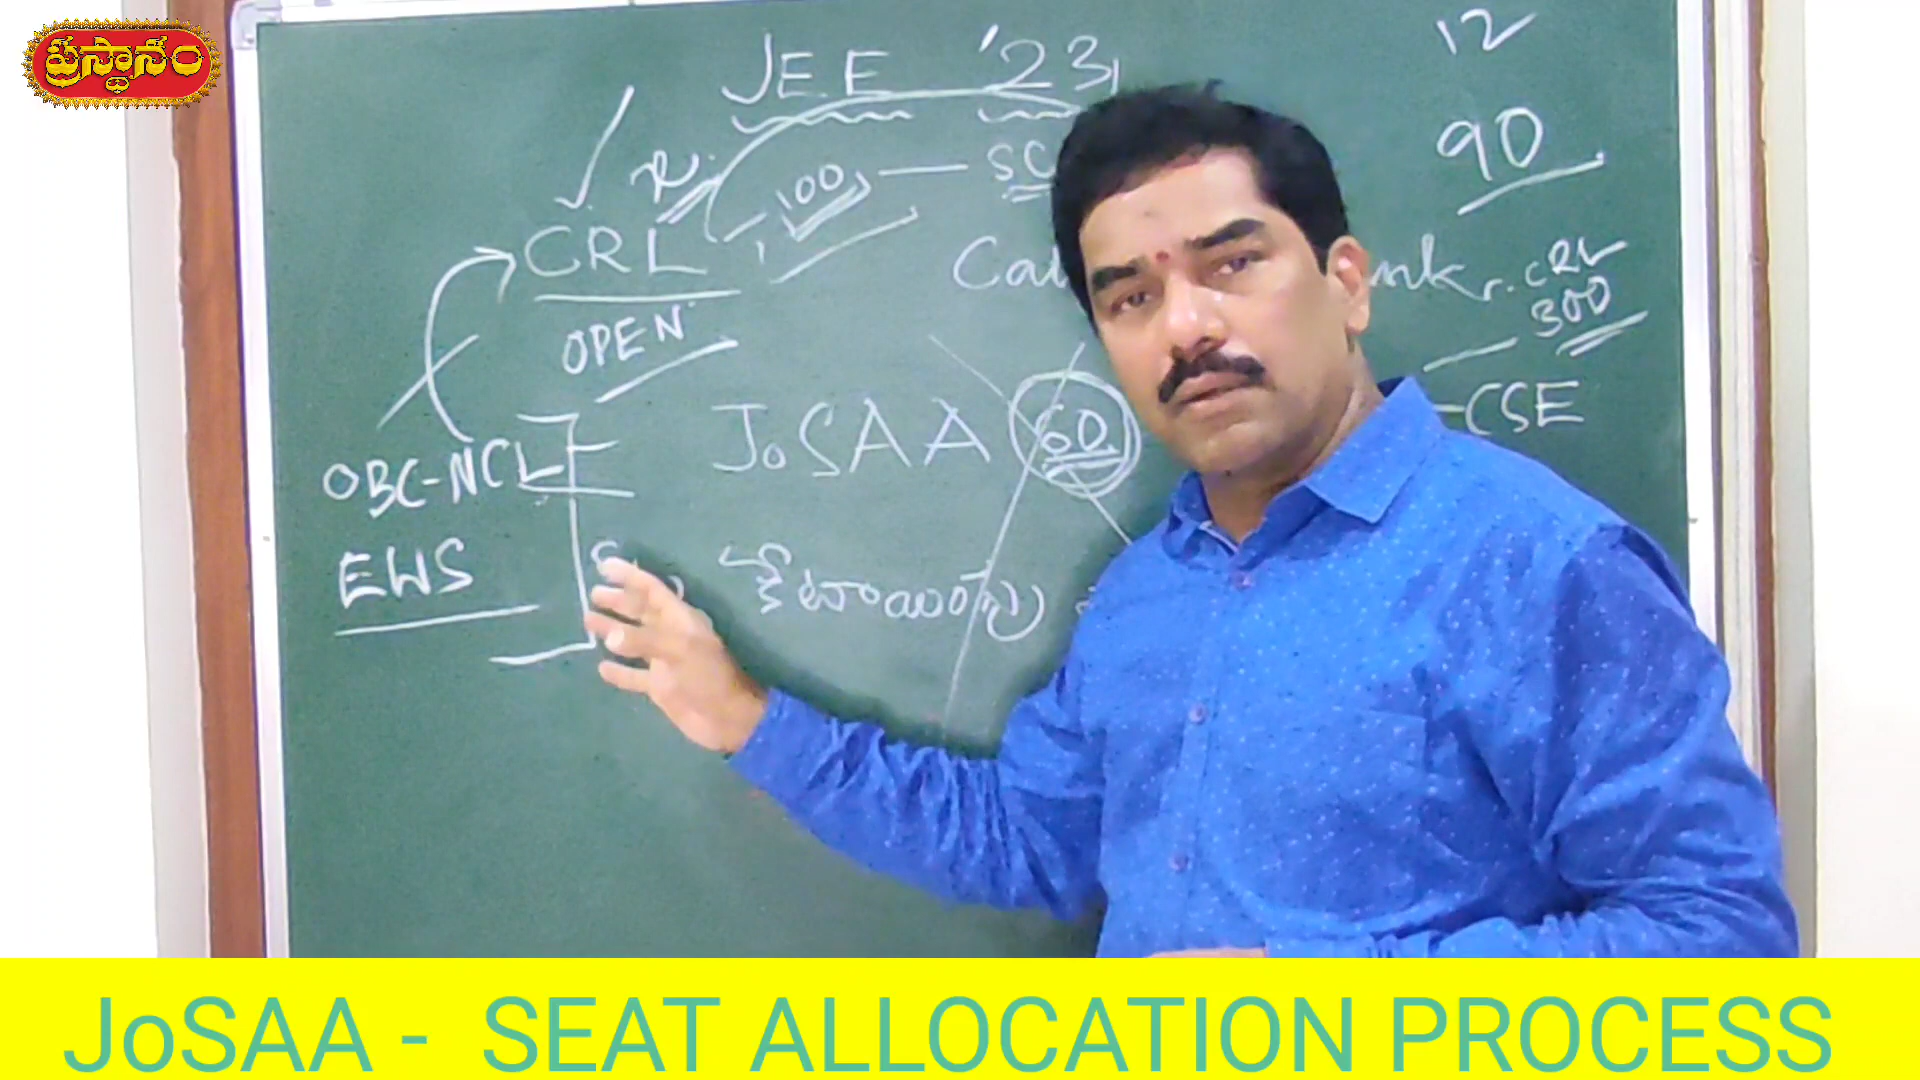 ప్రస్థానం
JEE '23
12
90
100 — SC
CRL
OPEN
CRL
300
JoSAA 60
-CSE
OBC-NCL
EWS
JoSAA - SEAT ALLOCATION PROCESS